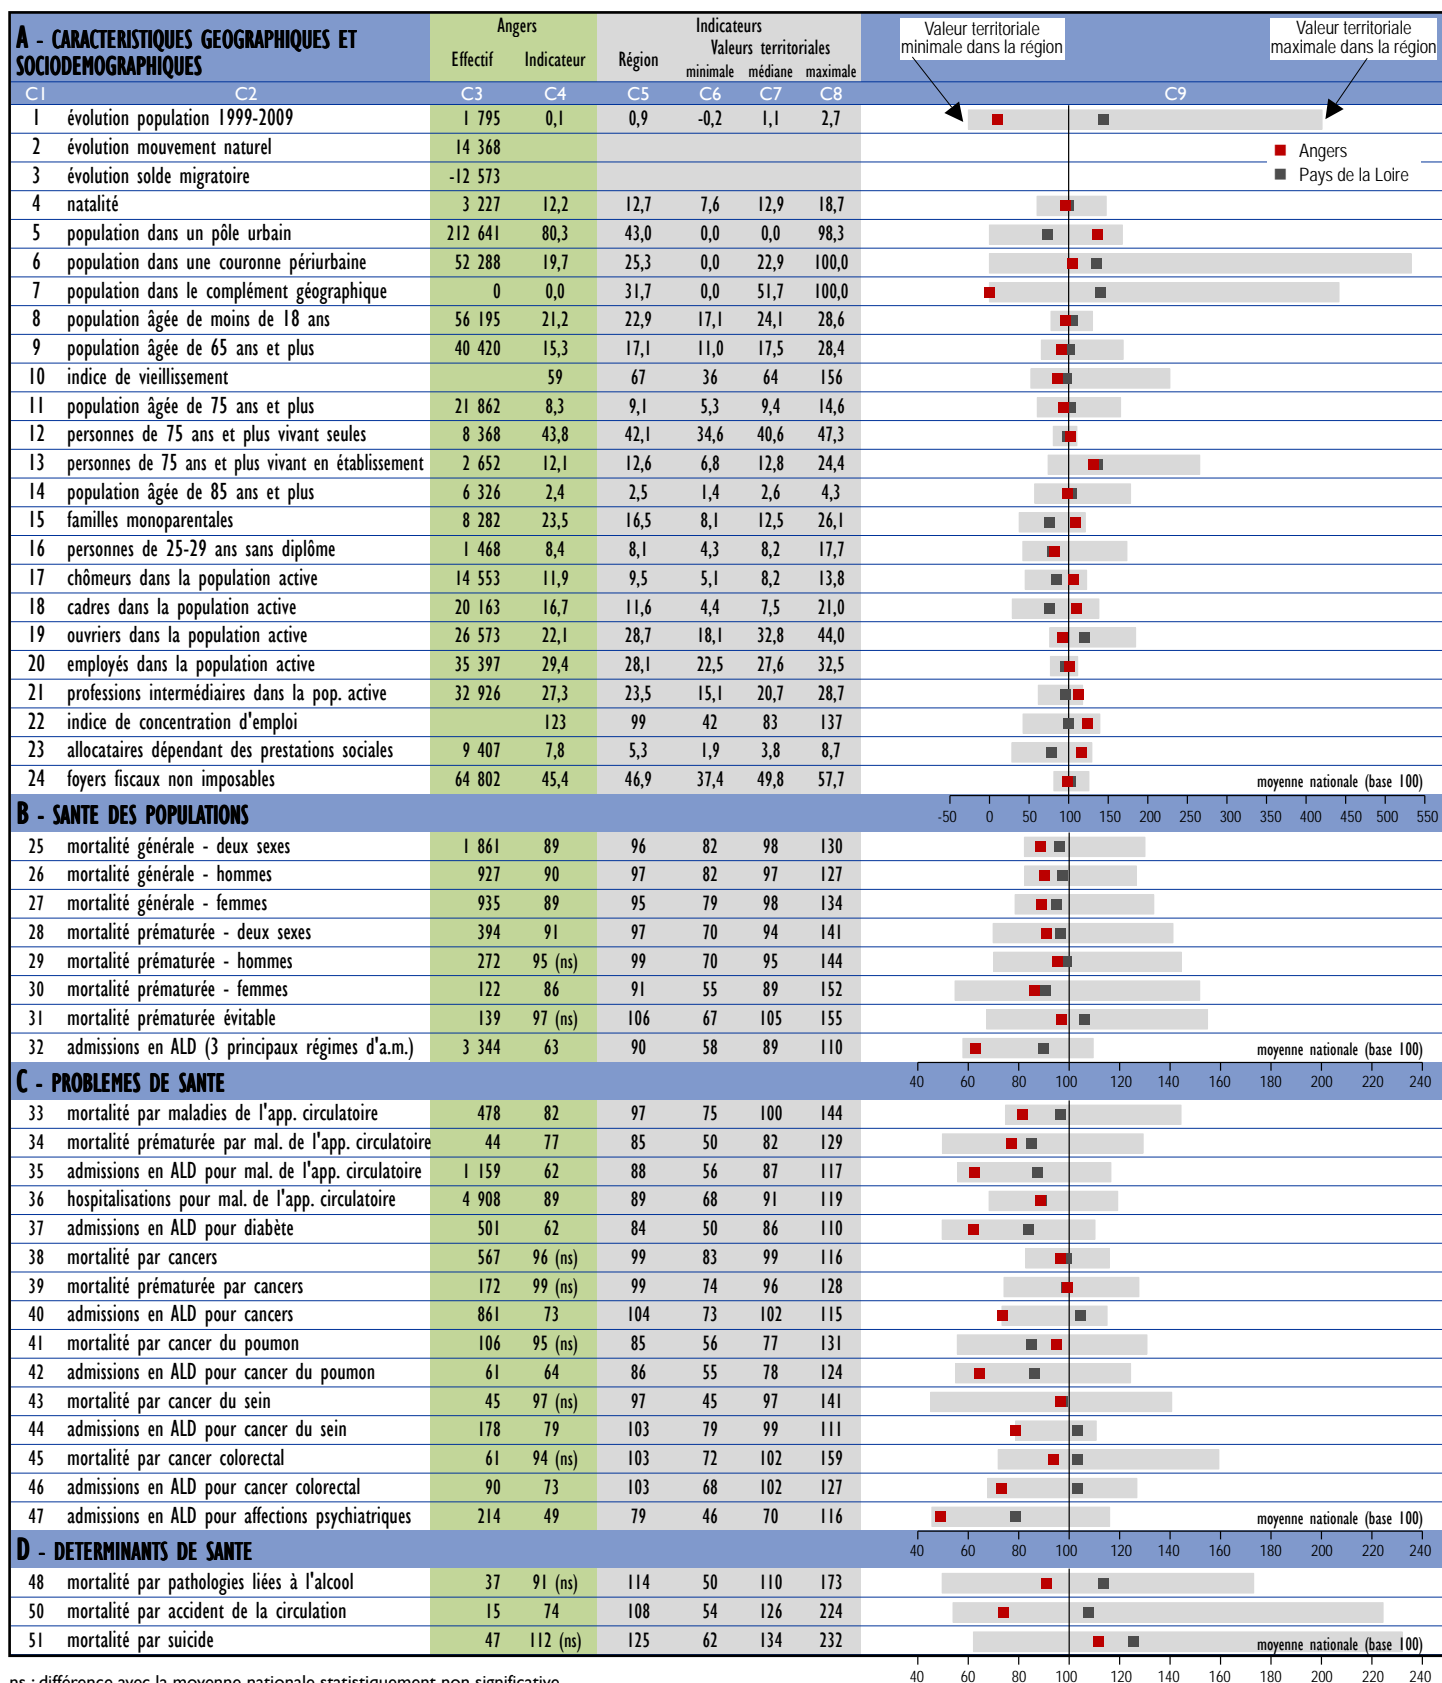 A - CARACTERISTIQUES GEOGRAPHIQUES ET SOCIODEMOGRAPHIQUES
Angers
Effectif Indicateur
Indicateurs
Région
Valeurs territoriales
minimale médiane maximale
Valeur territoriale minimale dans la région
Valeur territoriale maximale dans la région
C1 C2 C3 C4 C5 C6 C7 C8 C9
1 évolution population 1999-2009 1 795 0,1 0,9 -0,2 1,1 2,7
2 évolution mouvement naturel 14 368
Angers
3 évolution solde migratoire -12 573
Pays de la Loire
4 natalité 3 227 12,2 12,7 7,6 12,9 18,7
5 population dans un pôle urbain 212 641 80,3 43,0 0,0 0,0 98,3
6 population dans une couronne périurbaine 52 288 19,7 25,3 0,0 22,9 100,0
7 population dans le complément géographique 0 0,0 31,7 0,0 51,7 100,0
8 population âgée de moins de 18 ans 56 195 21,2 22,9 17,1 24,1 28,6
9 population âgée de 65 ans et plus 40 420 15,3 17,1 11,0 17,5 28,4
10 indice de vieillissement 59 67 36 64 156
11 population âgée de 75 ans et plus 21 862 8,3 9,1 5,3 9,4 14,6
12 personnes de 75 ans et plus vivant seules 8 368 43,8 42,1 34,6 40,6 47,3
13 personnes de 75 ans et plus vivant en établissement 2 652 12,1 12,6 6,8 12,8 24,4
14 population âgée de 85 ans et plus 6 326 2,4 2,5 1,4 2,6 4,3
15 familles monoparentales 8 282 23,5 16,5 8,1 12,5 26,1
16 personnes de 25-29 ans sans diplôme 1 468 8,4 8,1 4,3 8,2 17,7
17 chômeurs dans la population active 14 553 11,9 9,5 5,1 8,2 13,8
18 cadres dans la population active 20 163 16,7 11,6 4,4 7,5 21,0
19 ouvriers dans la population active 26 573 22,1 28,7 18,1 32,8 44,0
20 employés dans la population active 35 397 29,4 28,1 22,5 27,6 32,5
21 professions intermédiaires dans la pop. active 32 926 27,3 23,5 15,1 20,7 28,7
22 indice de concentration d'emploi 123 99 42 83 137
23 allocataires dépendant des prestations sociales 9 407 7,8 5,3 1,9 3,8 8,7
24 foyers fiscaux non imposables 64 802 45,4 46,9 37,4 49,8 57,7 moyenne nationale (base 100)
B - SANTE DES POPULATIONS
-50 0 50 100 150 200 250 300 350 400 450 500 550
25 mortalité générale - deux sexes 1 861 89 96 82 98 130
26 mortalité générale - hommes 927 90 97 82 97 127
27 mortalité générale - femmes 935 89 95 79 98 134
28 mortalité prématurée - deux sexes 394 91 97 70 94 141
29 mortalité prématurée - hommes 272 95 (ns) 99 70 95 144
30 mortalité prématurée - femmes 122 86 91 55 89 152
31 mortalité prématurée évitable 139 97 (ns) 106 67 105 155
32 admissions en ALD (3 principaux régimes d'a.m.) 3 344 63 90 58 89 110 moyenne nationale (base 100)
C - PROBLEMES DE SANTE
40 60 80 100 120 140 160 180 200 220 240
33 mortalité par maladies de l'app. circulatoire 478 82 97 75 100 144
34 mortalité prématurée par mal. de l'app. circulatoire 44 77 85 50 82 129
35 admissions en ALD pour mal. de l'app. circulatoire 1 159 62 88 56 87 117
36 hospitalisations pour mal. de l'app. circulatoire 4 908 89 89 68 91 119
37 admissions en ALD pour diabète 501 62 84 50 86 110
38 mortalité par cancers 567 96 (ns) 99 83 99 116
39 mortalité prématurée par cancers 172 99 (ns) 99 74 96 128
40 admissions en ALD pour cancers 861 73 104 73 102 115
41 mortalité par cancer du poumon 106 95 (ns) 85 56 77 131
42 admissions en ALD pour cancer du poumon 61 64 86 55 78 124
43 mortalité par cancer du sein 45 97 (ns) 97 45 97 141
44 admissions en ALD pour cancer du sein 178 79 103 79 99 111
45 mortalité par cancer colorectal 61 94 (ns) 103 72 102 159
46 admissions en ALD pour cancer colorectal 90 73 103 68 102 127
47 admissions en ALD pour affections psychiatriques 214 49 79 46 70 116 moyenne nationale (base 100)
D - DETERMINANTS DE SANTE
40 60 80 100 120 140 160 180 200 220 240
48 mortalité par pathologies liées à l'alcool 37 91 (ns) 114 50 110 173
50 mortalité par accident de la circulation 15 74 108 54 126 224
51 mortalité par suicide 47 112 (ns) 125 62 134 232 moyenne nationale (base 100)
40 60 80 100 120 140 160 180 200 220 240
ns : différence avec la moyenne nationale statistiquement non significative